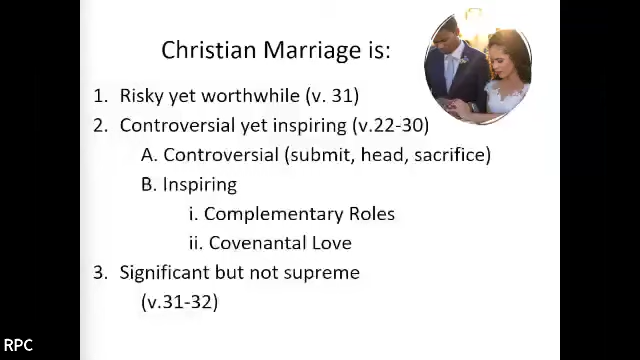 Christian Marriage is:
1. Risky yet worthwhile (v. 31)
2. Controversial yet inspiring (v.22-30)
A. Controversial (submit, head, sacrifice)
B. Inspiring
i. Complementary Roles
ii. Covenantal Love
3. Significant but not supreme
(v.31-32)
RPC